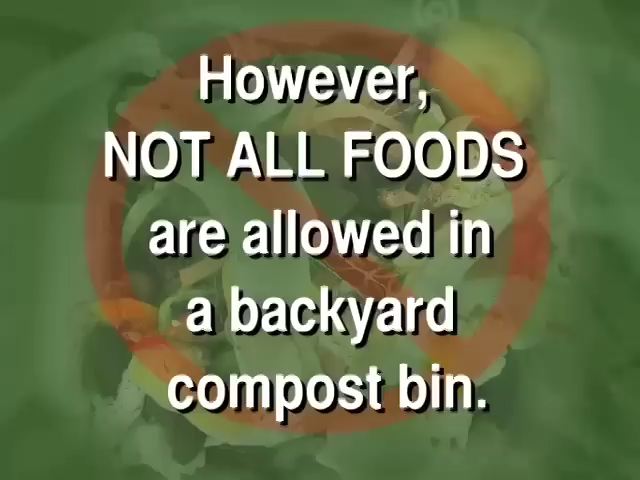 However,
NOT ALL FOODS
are allowed in
a backyard
compost bin.